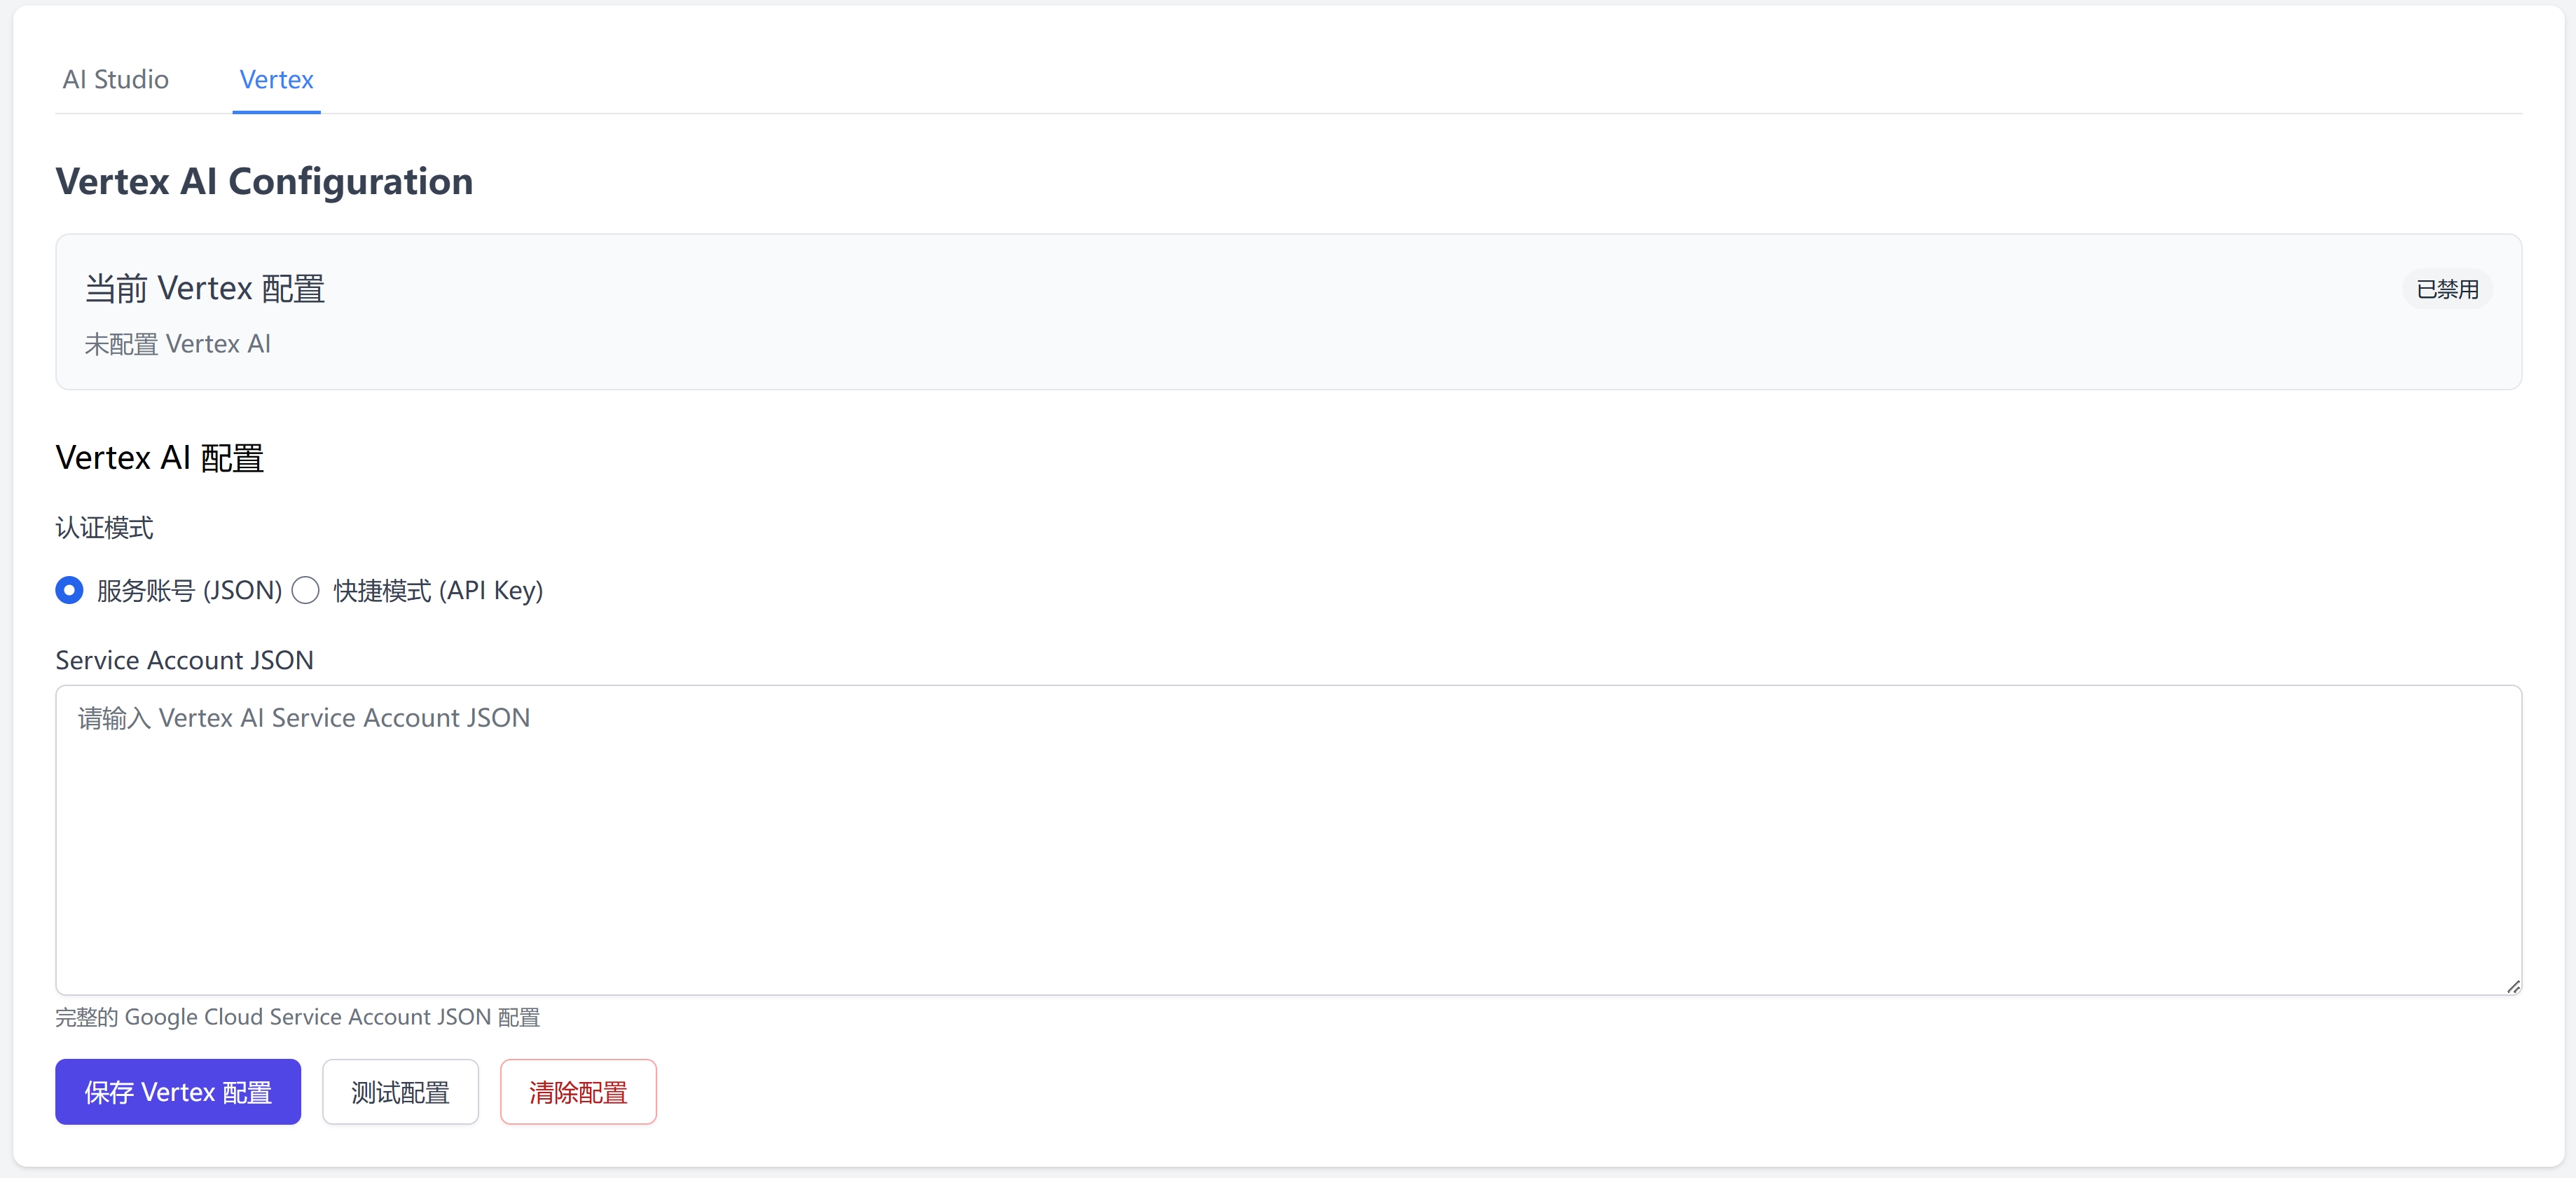 AI Studio Vertex
Vertex AI Configuration
当前 Vertex 配置 已禁用
未配置 Vertex AI
Vertex AI 配置
认证模式
服务账号 (JSON) 快捷模式 (API Key)
Service Account JSON
请输入 Vertex AI Service Account JSON
完整的 Google Cloud Service Account JSON 配置
保存 Vertex 配置 测试配置 清除配置